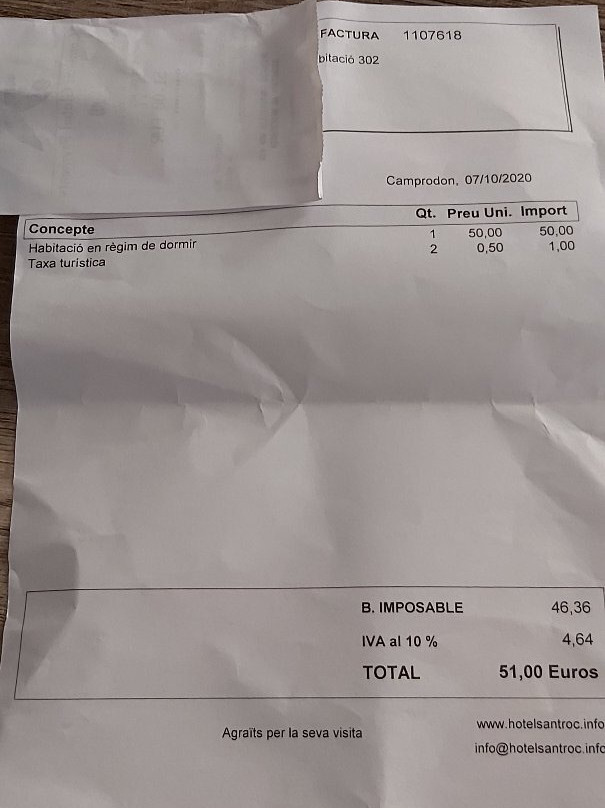 FACTURA 1107618
bitació 302
Camprodon, 07/10/2020
Concepte Qt. Preu Uni. Import
Habitació en règim de dormir 1 50,00 50,00
Taxa turística 2 0,50 1,00
B. IMPOSABLE 46,36
IVA al 10 % 4,64
TOTAL 51,00 Euros
Agraïts per la seva visita
www.hotelsantroc.info
info@hotelsantroc.info